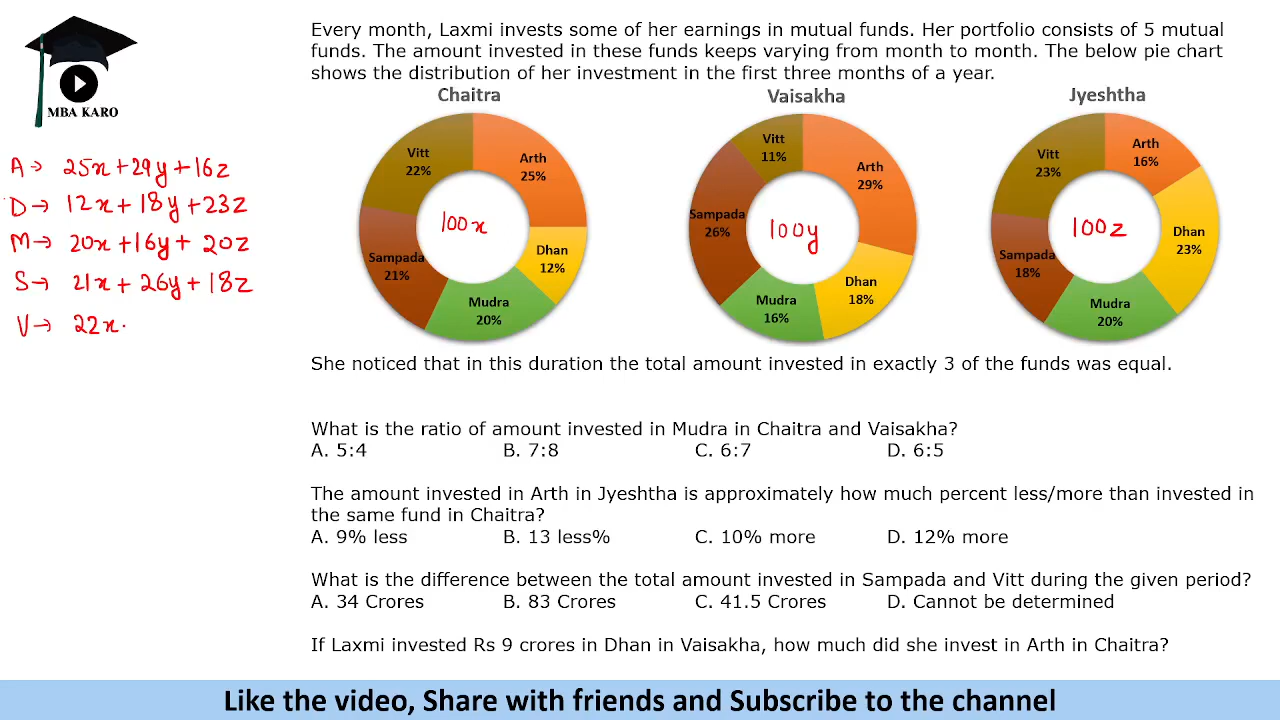 Every month, Laxmi invests some of her earnings in mutual funds. Her portfolio consists of 5 mutual
funds. The amount invested in these funds keeps varying from month to month. The below pie chart
shows the distribution of her investment in the first three months of a year.
MBA KARO
Chaitra
Vaisakha
Jyeshtha
A → 25x + 29y + 16z
D → 12x + 18y + 23z
M → 20x + 16y + 20z
S → 21x + 26y + 18z
V → 22x
Vitt
22%
Arth
25%
100x
Sampada
21%
Dhan
12%
Mudra
20%
Vitt
11%
Arth
29%
Sampada
26%
100y
Dhan
18%
Mudra
16%
Arth
16%
Vitt
23%
100z
Dhan
23%
Sampada
18%
Mudra
20%
She noticed that in this duration the total amount invested in exactly 3 of the funds was equal.
What is the ratio of amount invested in Mudra in Chaitra and Vaisakha?
A. 5:4 B. 7:8 C. 6:7 D. 6:5
The amount invested in Arth in Jyeshtha is approximately how much percent less/more than invested in
the same fund in Chaitra?
A. 9% less B. 13 less% C. 10% more D. 12% more
What is the difference between the total amount invested in Sampada and Vitt during the given period?
A. 34 Crores B. 83 Crores C. 41.5 Crores D. Cannot be determined
If Laxmi invested Rs 9 crores in Dhan in Vaisakha, how much did she invest in Arth in Chaitra?
Like the video, Share with friends and Subscribe to the channel